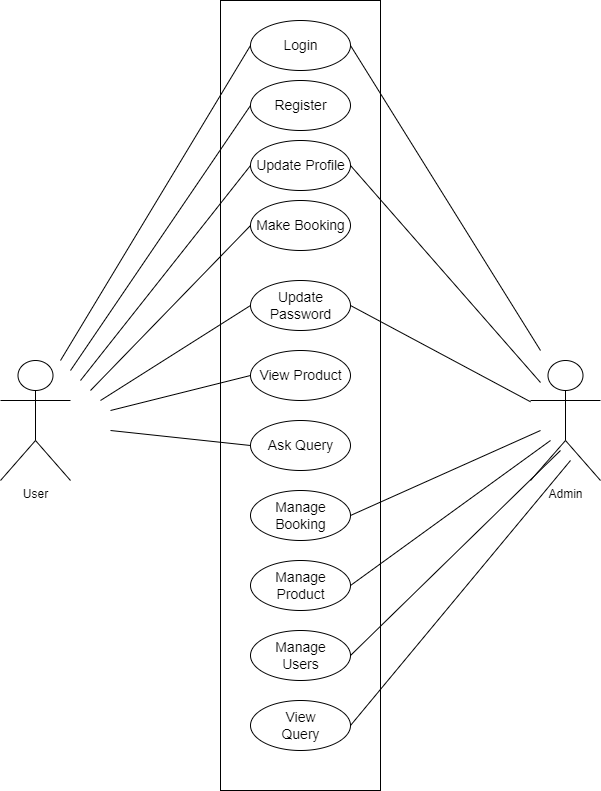 Login
Register
Update Profile
Make Booking
Update
Password
View Product
Ask Query
User
Admin
Manage
Booking
Manage
Product
Manage
Users
View
Query